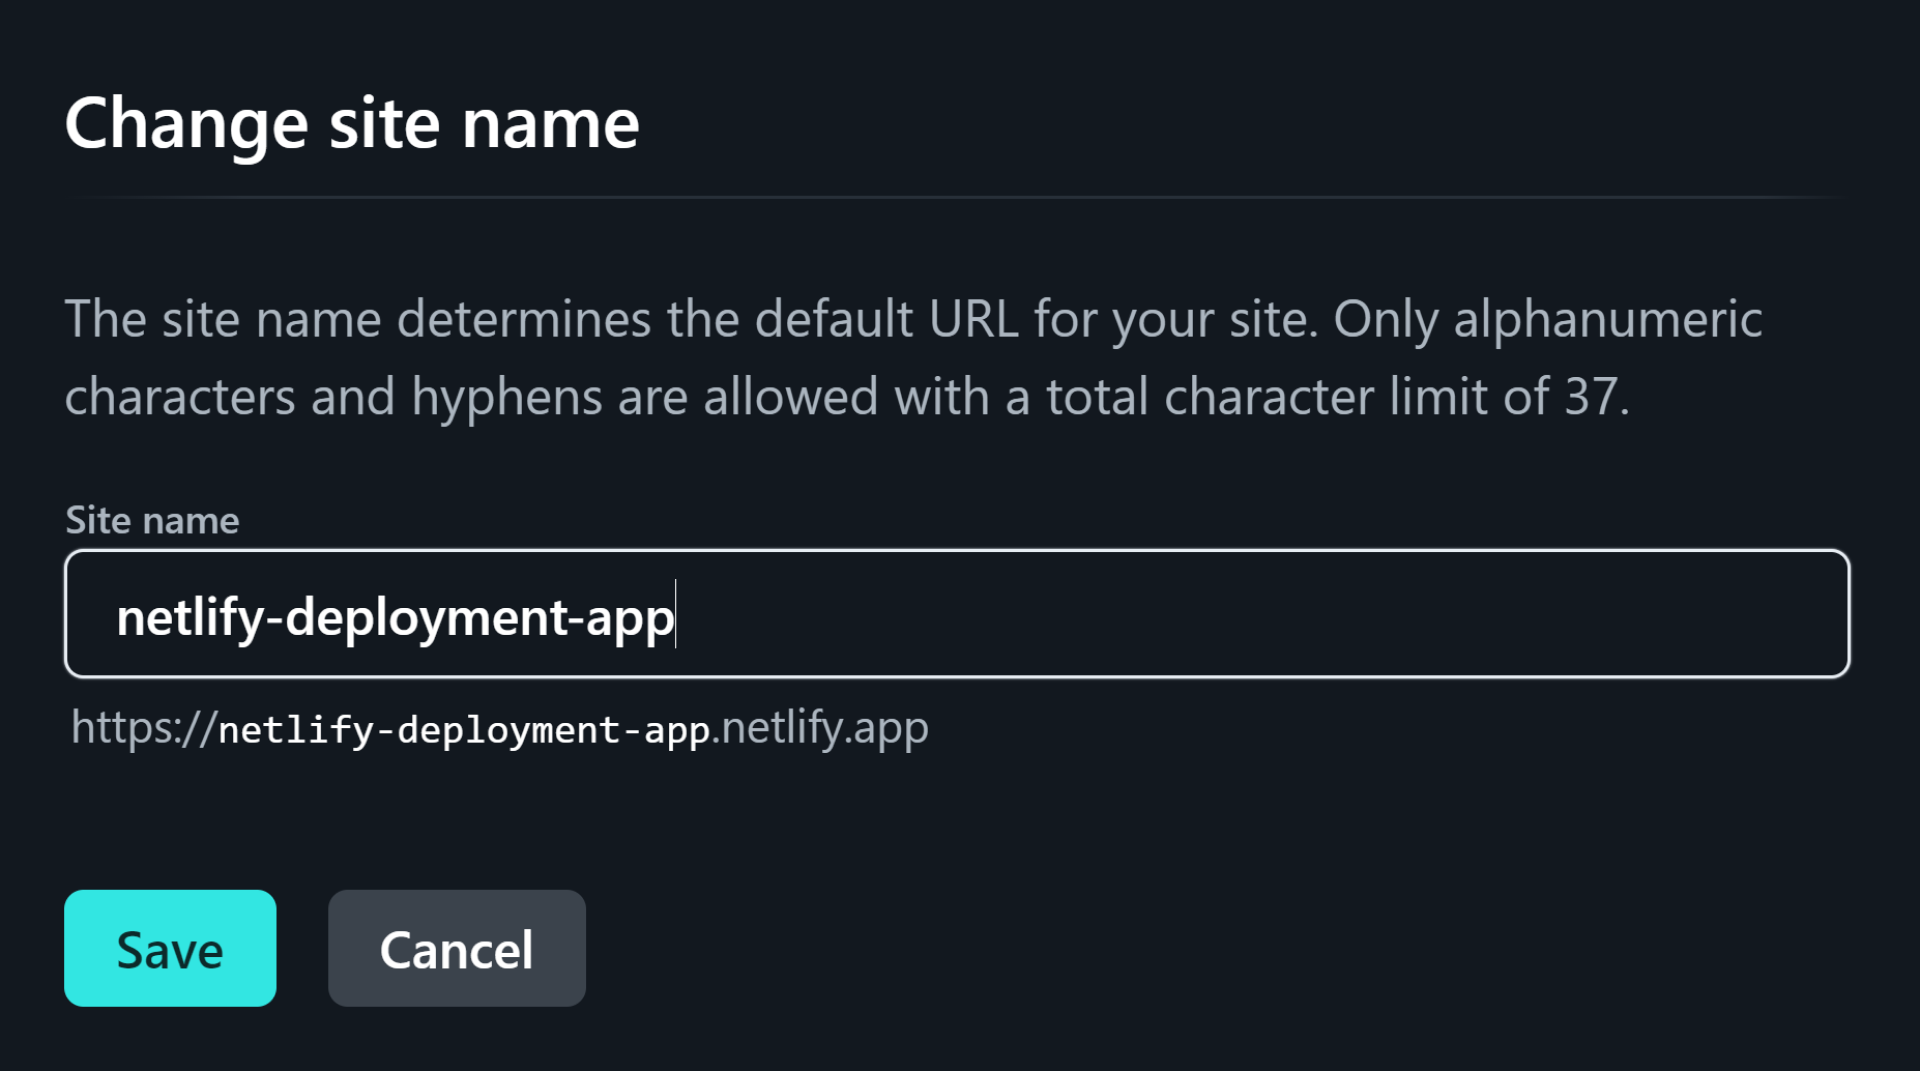 Change site name
The site name determines the default URL for your site. Only alphanumeric
characters and hyphens are allowed with a total character limit of 37.
Site name
netlify-deployment-app
https://netlify-deployment-app.netlify.app
Save Cancel